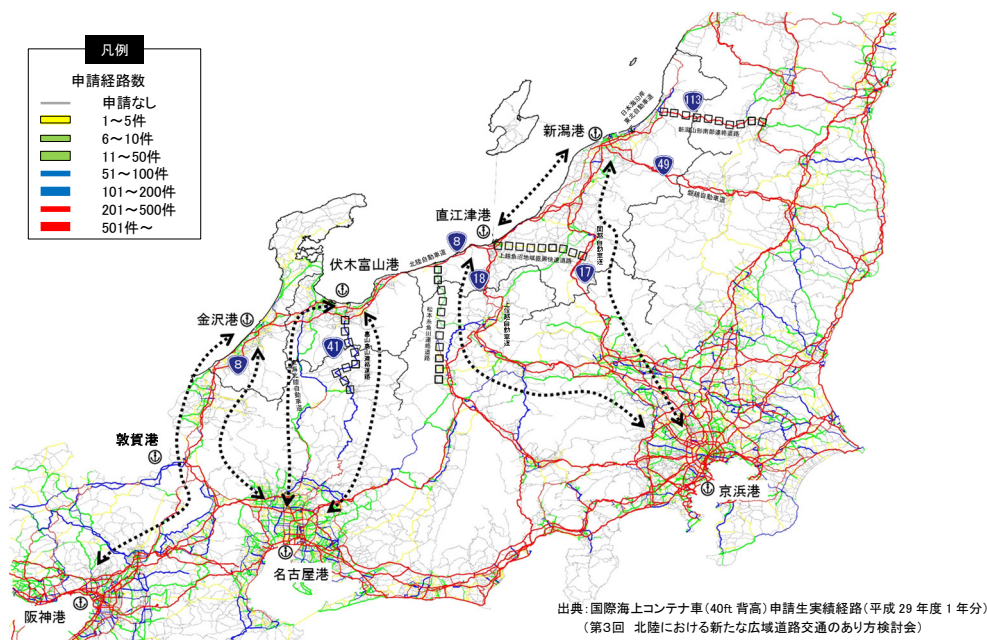 凡例
申請経路数
申請なし
1～5件
6～10件
11～50件
51～100件
101～200件
201～500件
501件～
日本海沿岸
東北自動車道
113
新潟港
新潟山形南部連絡道路
49
磐越自動車道
直江津港
8
北陸自動車道
上越魚沼地域振興快速道路
関越自動車道
17
18
上信越自動車道
伏木富山港
松本糸魚川連絡道路
金沢港
41
高山富山連絡道路
8
東海北陸自動車道
敦賀港
京浜港
名古屋港
阪神港
出典：国際海上コンテナ車（40ft 背高）申請生実績経路（平成 29 年度 1 年分）
（第3回　北陸における新たな広域道路交通のあり方検討会）